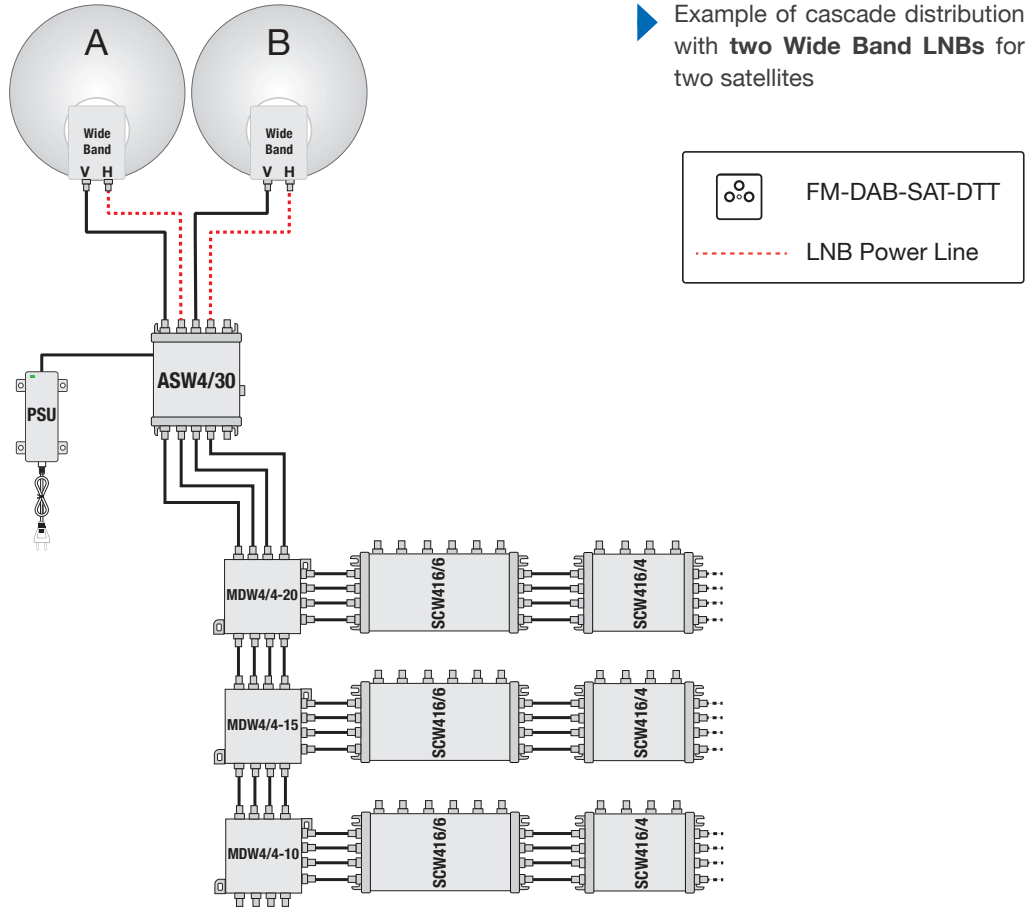 A
B
Wide
Band
V H
Wide
Band
V H
Example of cascade distribution
with two Wide Band LNBs for
two satellites
FM-DAB-SAT-DTT
LNB Power Line
ASW4/30
PSU
MDW4/4-20
SCW416/6
SCW416/4
MDW4/4-15
SCW416/6
SCW416/4
MDW4/4-10
SCW416/6
SCW416/4